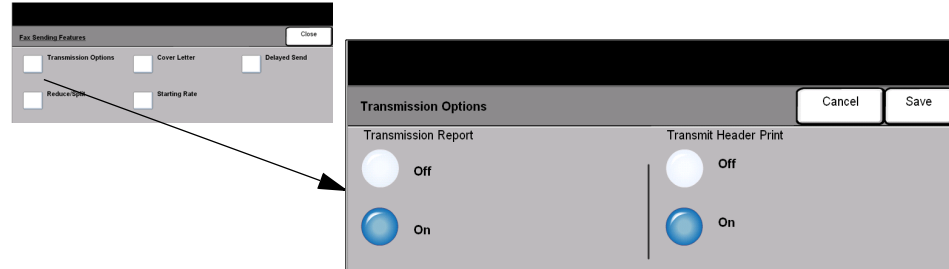 Fax Sending Features
Close
Transmission Options
Cover Letter
Delayed Send
Reduce/Split
Starting Rate
Transmission Options
Cancel
Save
Transmission Report
Transmit Header Print
Off
Off
On
On